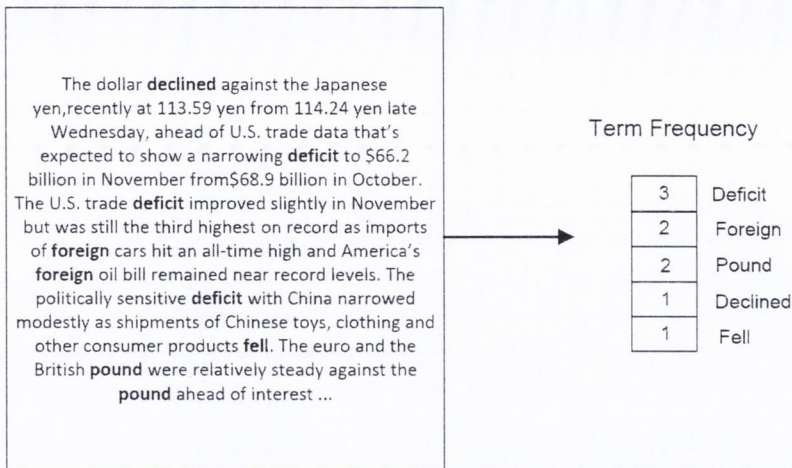 The dollar declined against the Japanese
yen,recently at 113.59 yen from 114.24 yen late
Wednesday, ahead of U.S. trade data that's
expected to show a narrowing deficit to $66.2
billion in November from$68.9 billion in October.
The U.S. trade deficit improved slightly in November
but was still the third highest on record as imports
of foreign cars hit an all-time high and America's
foreign oil bill remained near record levels. The
politically sensitive deficit with China narrowed
modestly as shipments of Chinese toys, clothing and
other consumer products fell. The euro and the
British pound were relatively steady against the
pound ahead of interest ...
Term Frequency
3 Deficit
2 Foreign
2 Pound
1 Declined
1 Fell